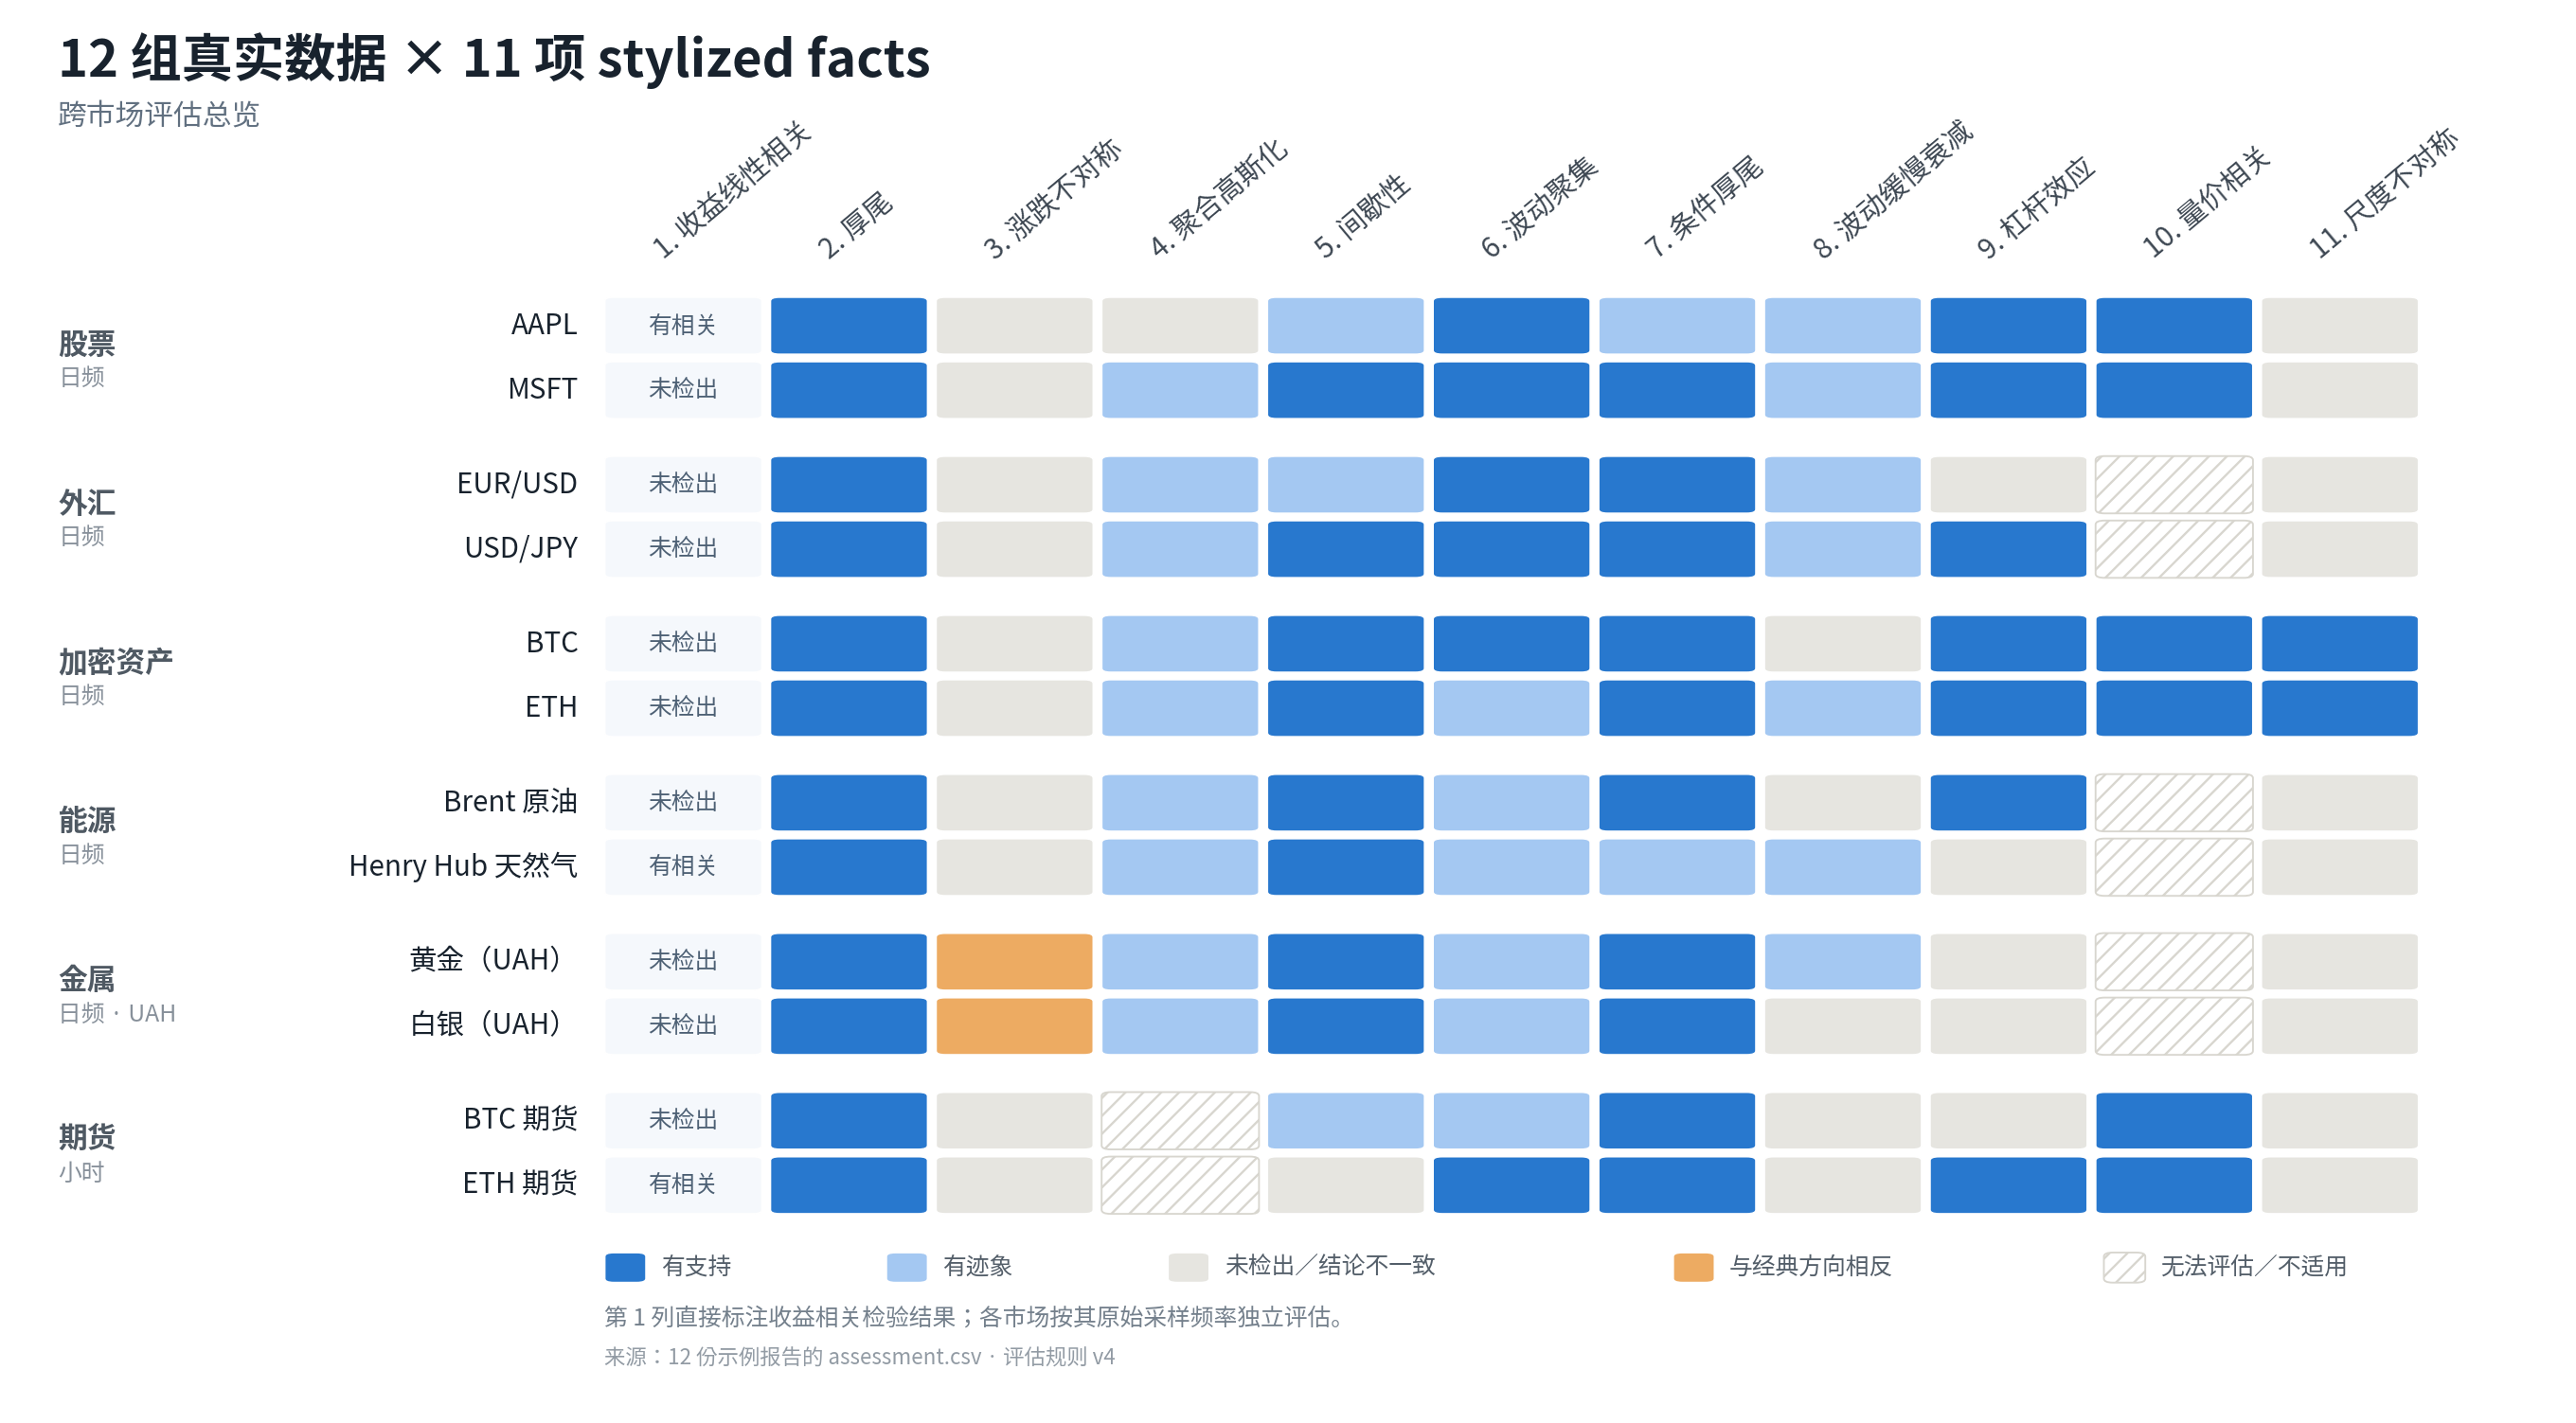 12 组真实数据 × 11 项 stylized facts
跨市场评估总览
1. 收益线性相关
2. 厚尾
3. 涨跌不对称
4. 聚合高斯化
5. 间歇性
6. 波动聚集
7. 条件厚尾
8. 波动缓慢衰减
9. 杠杆效应
10. 量价相关
11. 尺度不对称
股票
日频
AAPL 有相关
MSFT 未检出
外汇
日频
EUR/USD 未检出
USD/JPY 未检出
加密资产
日频
BTC 未检出
ETH 未检出
能源
日频
Brent 原油 未检出
Henry Hub 天然气 有相关
金属
日频 · UAH
黄金（UAH） 未检出
白银（UAH） 未检出
期货
小时
BTC 期货 未检出
ETH 期货 有相关
有支持 有迹象 未检出／结论不一致 与经典方向相反 无法评估／不适用
第 1 列直接标注收益相关检验结果；各市场按其原始采样频率独立评估。
来源：12 份示例报告的 assessment.csv · 评估规则 v4